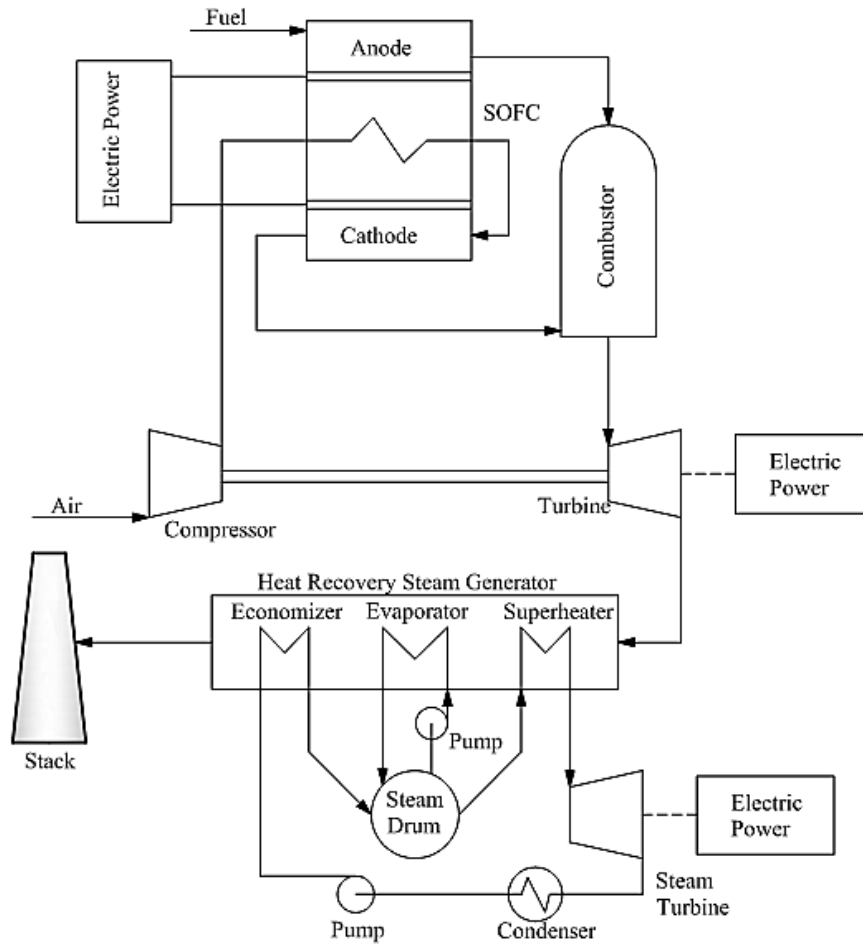 Fuel
Anode
Electric Power
SOFC
Cathode
Combustor
Electric
Power
Air
Compressor
Turbine
Heat Recovery Steam Generator
Economizer
Evaporator
Superheater
Stack
Pump
Steam
Drum
Electric
Power
Steam
Turbine
Pump
Condenser